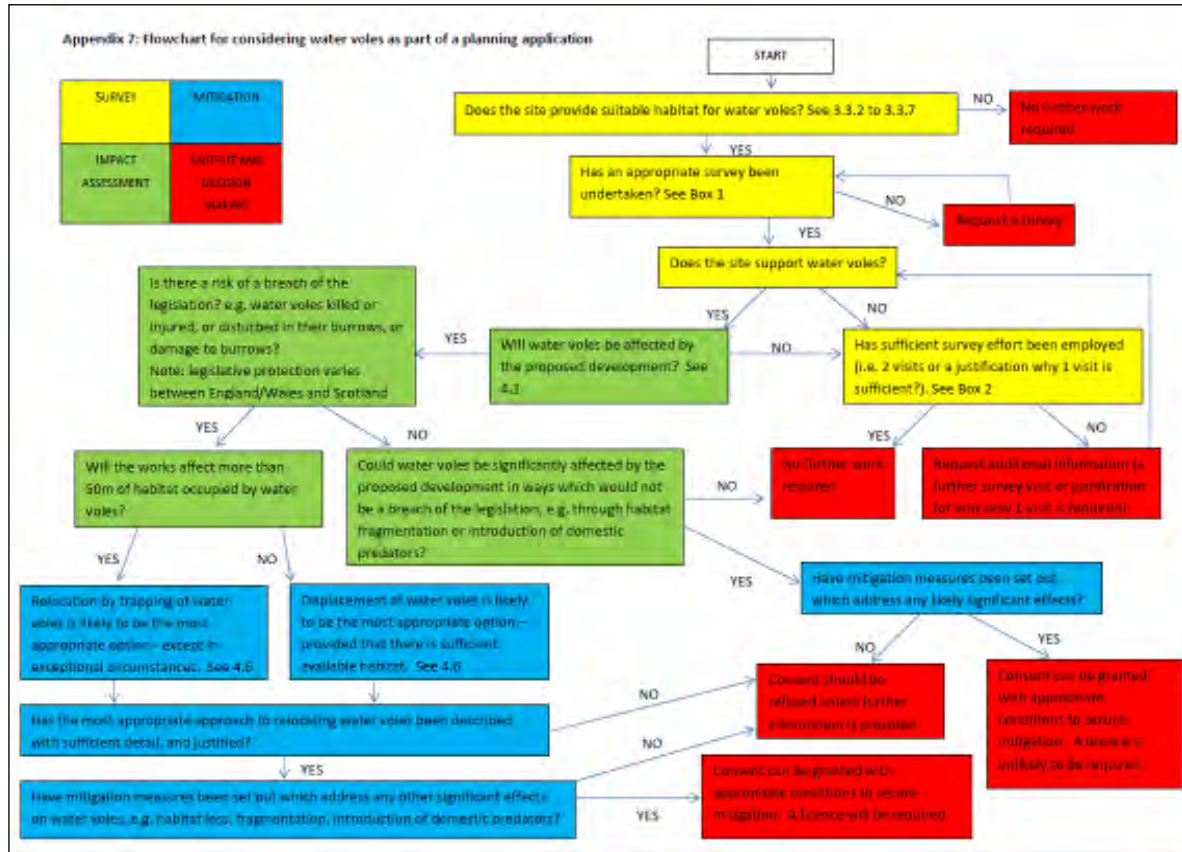 Appendix 7: Flowchart for considering water voles as part of a planning application
START
SURVEY
MITIGATION
IMPACT
ASSESSMENT
OUTPUT AND
DECISION
MAKING
Does the site provide suitable habitat for water voles? See 3.3.2 to 3.3.7
NO
No further work
required
YES
Has an appropriate survey been
undertaken? See Box 1
NO
Request a survey
YES
Does the site support water voles?
YES
NO
Is there a risk of a breach of the
legislation? e.g. water voles killed or
injured, or disturbed in their burrows, or
damage to burrows?
Note: legislative protection varies
between England/Wales and Scotland
YES
Will water voles be affected by
the proposed development? See
NO
Has sufficient survey effort been employed
(i.e. 2 visits or a justification why 1 visit is
sufficient?). See Box 2
YES
NO
YES
NO
Will the works affect more than
50m of habitat occupied by water
voles?
Could water voles be significantly affected by the
proposed development in ways which would not
be a breach of the legislation, e.g. through habitat
fragmentation or introduction of domestic
predators?
NO
No further work
required
Request additional information (a
further survey visit or justification
for why only 1 visit is required).
YES
NO
YES
Have mitigation measures been set out
which address any likely significant effects?
Relocation by trapping of water
voles is likely to be the most
appropriate option – except in
exceptional circumstances. See 4.6
Displacement of water voles is likely
to be the most appropriate option –
provided that there is sufficient
available habitat. See 4.6
NO
YES
NO
Consent should be
refused unless further
information is provided
Consent can be granted
with appropriate
conditions to secure
mitigation. A licence is
unlikely to be required
Has the most appropriate approach to relocating water voles been described
with sufficient detail, and justified?
NO
YES
Have mitigation measures been set out which address any other significant effects
on water voles, e.g. habitat loss, fragmentation, introduction of domestic predators?
YES
Consent can be granted with
appropriate conditions to secure
mitigation. A licence will be required